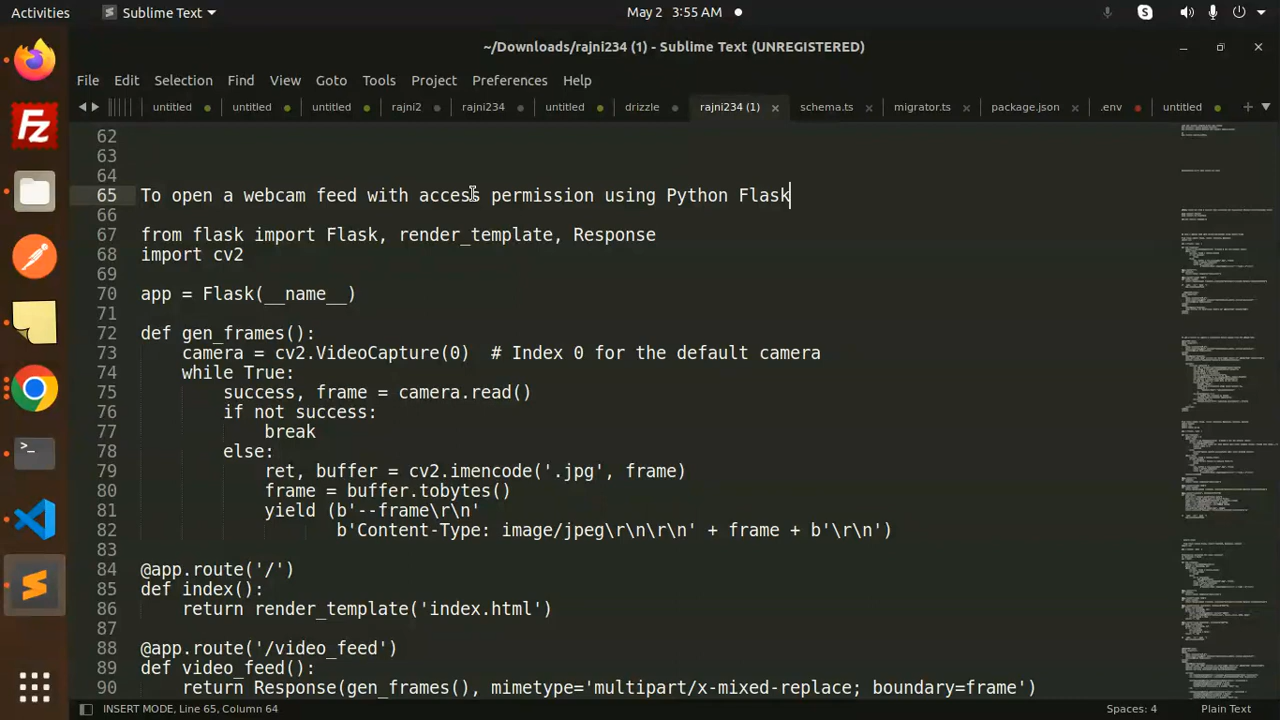 Activities Sublime Text May 2 3:55 AM
~/Downloads/rajni234 (1) - Sublime Text (UNREGISTERED)
File Edit Selection Find View Goto Tools Project Preferences Help
untitled untitled untitled rajni2 rajni234 untitled drizzle rajni234 (1) schema.ts migrator.ts package.json .env untitled
62
63
64
65 To open a webcam feed with access permission using Python Flask
66
67 from flask import Flask, render_template, Response
68 import cv2
69
70 app = Flask(__name__)
71
72 def gen_frames():
73     camera = cv2.VideoCapture(0)  # Index 0 for the default camera
74     while True:
75         success, frame = camera.read()
76         if not success:
77             break
78         else:
79             ret, buffer = cv2.imencode('.jpg', frame)
80             frame = buffer.tobytes()
81             yield (b'--frame\r\n'
82                    b'Content-Type: image/jpeg\r\n\r\n' + frame + b'\r\n')
83
84 @app.route('/')
85 def index():
86     return render_template('index.html')
87
88 @app.route('/video_feed')
89 def video_feed():
90     return Response(gen_frames(), mimetype='multipart/x-mixed-replace; boundary=frame')
INSERT MODE, Line 65, Column 64 Spaces: 4 Plain Text